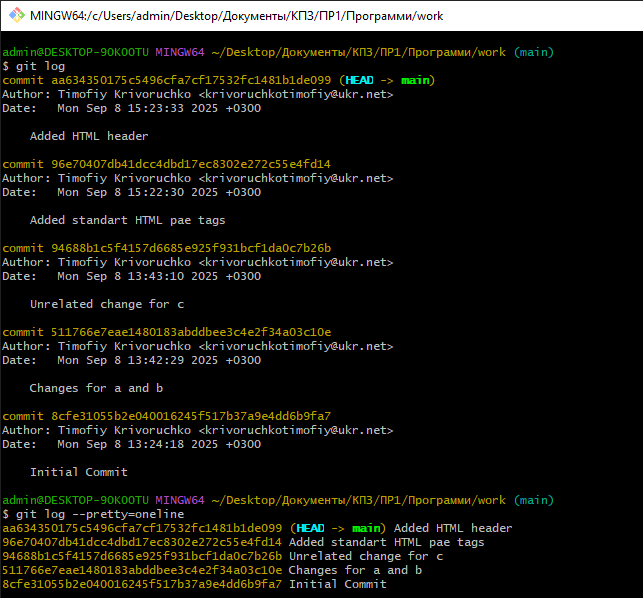 MINGW64:/c/Users/admin/Desktop/Документы/КПЗ/ПР1/Программи/work
admin@DESKTOP-9OKO0TU MINGW64 ~/Desktop/Документы/КПЗ/ПР1/Программи/work (main)
$ git log
commit aa634350175c5496cfa7cf17532fc1481b1de099 (HEAD -> main)
Author: Timofiy Krivoruchko <krivoruchkotimofiy@ukr.net>
Date:   Mon Sep 8 15:23:33 2025 +0300
Added HTML header
commit 96e70407db41dcc4dbd17ec8302e272c55e4fd14
Author: Timofiy Krivoruchko <krivoruchkotimofiy@ukr.net>
Date:   Mon Sep 8 15:22:30 2025 +0300
Added standart HTML pae tags
commit 94688b1c5f4157d6685e925f931bcf1da0c7b26b
Author: Timofiy Krivoruchko <krivoruchkotimofiy@ukr.net>
Date:   Mon Sep 8 13:43:10 2025 +0300
Unrelated change for c
commit 511766e7eae1480183abddbee3c4e2f34a03c10e
Author: Timofiy Krivoruchko <krivoruchkotimofiy@ukr.net>
Date:   Mon Sep 8 13:42:29 2025 +0300
Changes for a and b
commit 8cfe31055b2e040016245f517b37a9e4dd6b9fa7
Author: Timofiy Krivoruchko <krivoruchkotimofiy@ukr.net>
Date:   Mon Sep 8 13:24:18 2025 +0300
Initial Commit
admin@DESKTOP-9OKO0TU MINGW64 ~/Desktop/Документы/КПЗ/ПР1/Программи/work (main)
$ git log --pretty=oneline
aa634350175c5496cfa7cf17532fc1481b1de099 (HEAD -> main) Added HTML header
96e70407db41dcc4dbd17ec8302e272c55e4fd14 Added standart HTML pae tags
94688b1c5f4157d6685e925f931bcf1da0c7b26b Unrelated change for c
511766e7eae1480183abddbee3c4e2f34a03c10e Changes for a and b
8cfe31055b2e040016245f517b37a9e4dd6b9fa7 Initial Commit